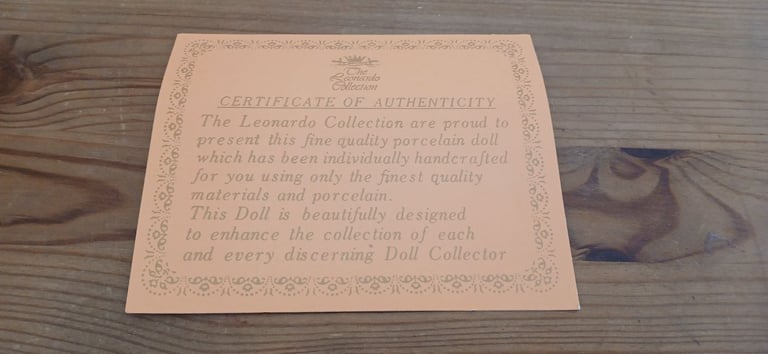 The
Leonardo
Collection
CERTIFICATE OF AUTHENTICITY
The Leonardo Collection are proud to
present this fine quality porcelain doll
which has been individually handcrafted
for you using only the finest quality
materials and porcelain.
This Doll is beautifully designed
to enhance the collection of each
and every discerning Doll Collector